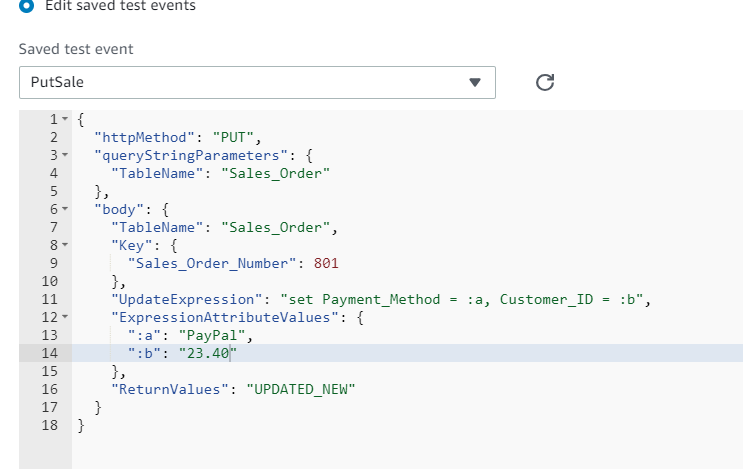 Edit saved test events
Saved test event
PutSale
1 {
2 "httpMethod": "PUT",
3 "queryStringParameters": {
4 "TableName": "Sales_Order"
5 },
6 "body": {
7 "TableName": "Sales_Order",
8 "Key": {
9 "Sales_Order_Number": 801
10 },
11 "UpdateExpression": "set Payment_Method = :a, Customer_ID = :b",
12 "ExpressionAttributeValues": {
13 ":a": "PayPal",
14 ":b": "23.40"
15 },
16 "ReturnValues": "UPDATED_NEW"
17 }
18 }